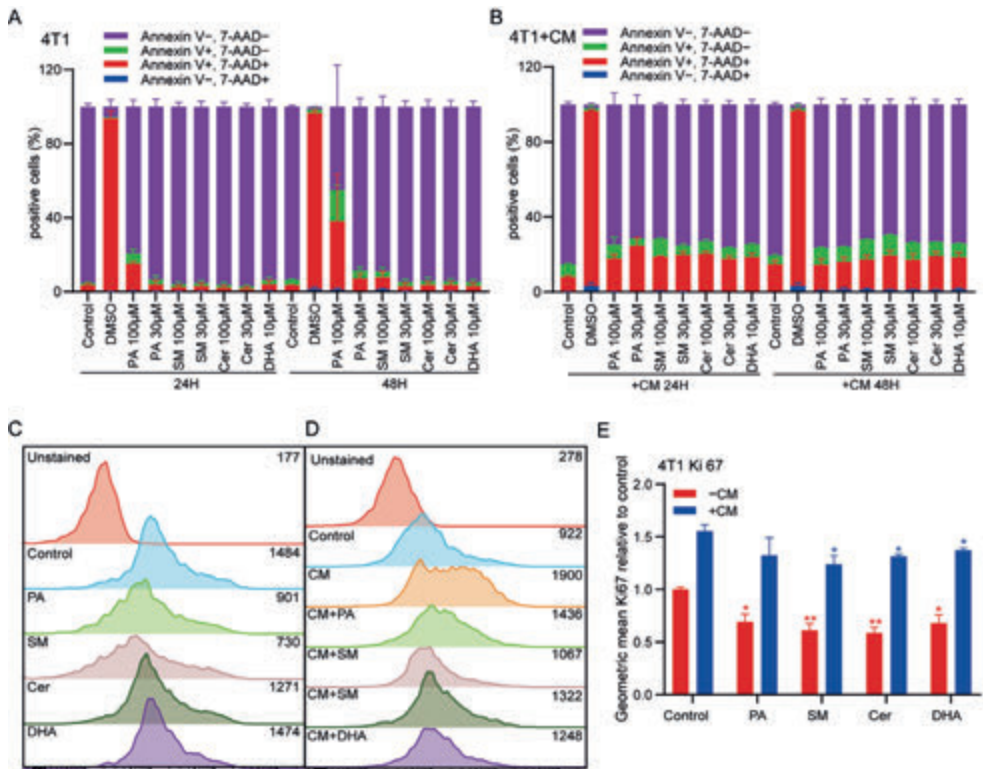 A
4T1
Annexin V−, 7-AAD−
Annexin V+, 7-AAD−
Annexin V+, 7-AAD+
Annexin V−, 7-AAD+
positive cells (%)
120
80
40
0
Control
DMSO
PA 100µM
PA 30µM
SM 100µM
SM 30µM
Cer 100µM
Cer 30µM
DHA 10µM
Control
DMSO
PA 100µM
PA 30µM
SM 100µM
SM 30µM
Cer 100µM
Cer 30µM
DHA 10µM
24H
48H
B
4T1+CM
Annexin V−, 7-AAD−
Annexin V+, 7-AAD−
Annexin V+, 7-AAD+
Annexin V−, 7-AAD+
positive cells (%)
120
80
40
0
Control
DMSO
PA 100µM
PA 30µM
SM 100µM
SM 30µM
Cer 100µM
Cer 30µM
DHA 10µM
Control
DMSO
PA 100µM
PA 30µM
SM 100µM
SM 30µM
Cer 100µM
Cer 30µM
DHA 10µM
+CM 24H
+CM 48H
C
Unstained 177
Control 1484
PA 901
SM 730
Cer 1271
DHA 1474
D
Unstained 278
Control 922
CM 1900
CM+PA 1436
CM+SM 1067
CM+SM 1322
CM+DHA 1248
E
4T1 Ki 67
−CM
+CM
Geometric mean Ki67 relative to control
2.0
1.5
1.0
0.5
0.0
* ** ** *
* * *
Control PA SM Cer DHA